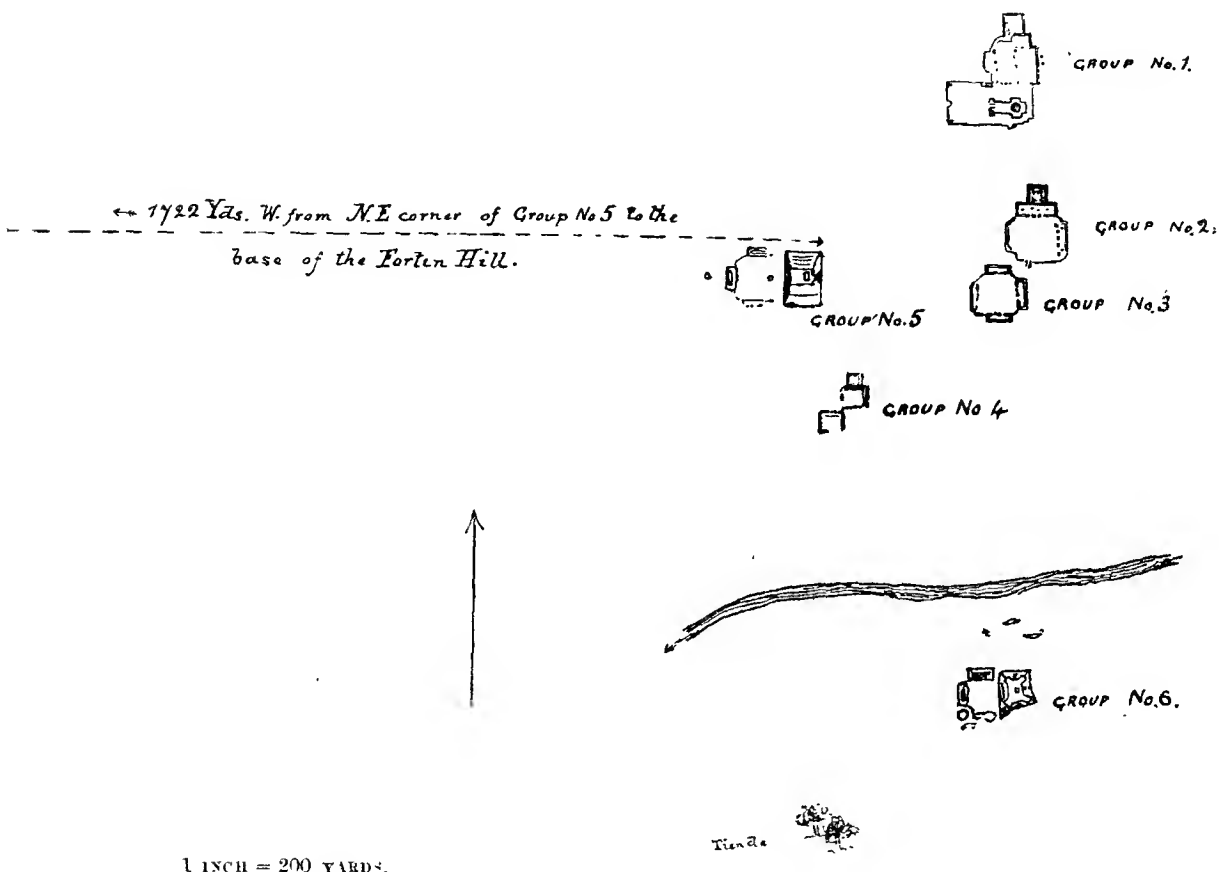 GROUP No.1.
↔ 1722 Yds. W. from N.E corner of Group No 5 to the
base of the Fortin Hill.
GROUP No.2.
GROUP No.3
GROUP No.5
GROUP No 4
GROUP No.6.
Tienda
1 INCH = 200 YARDS.